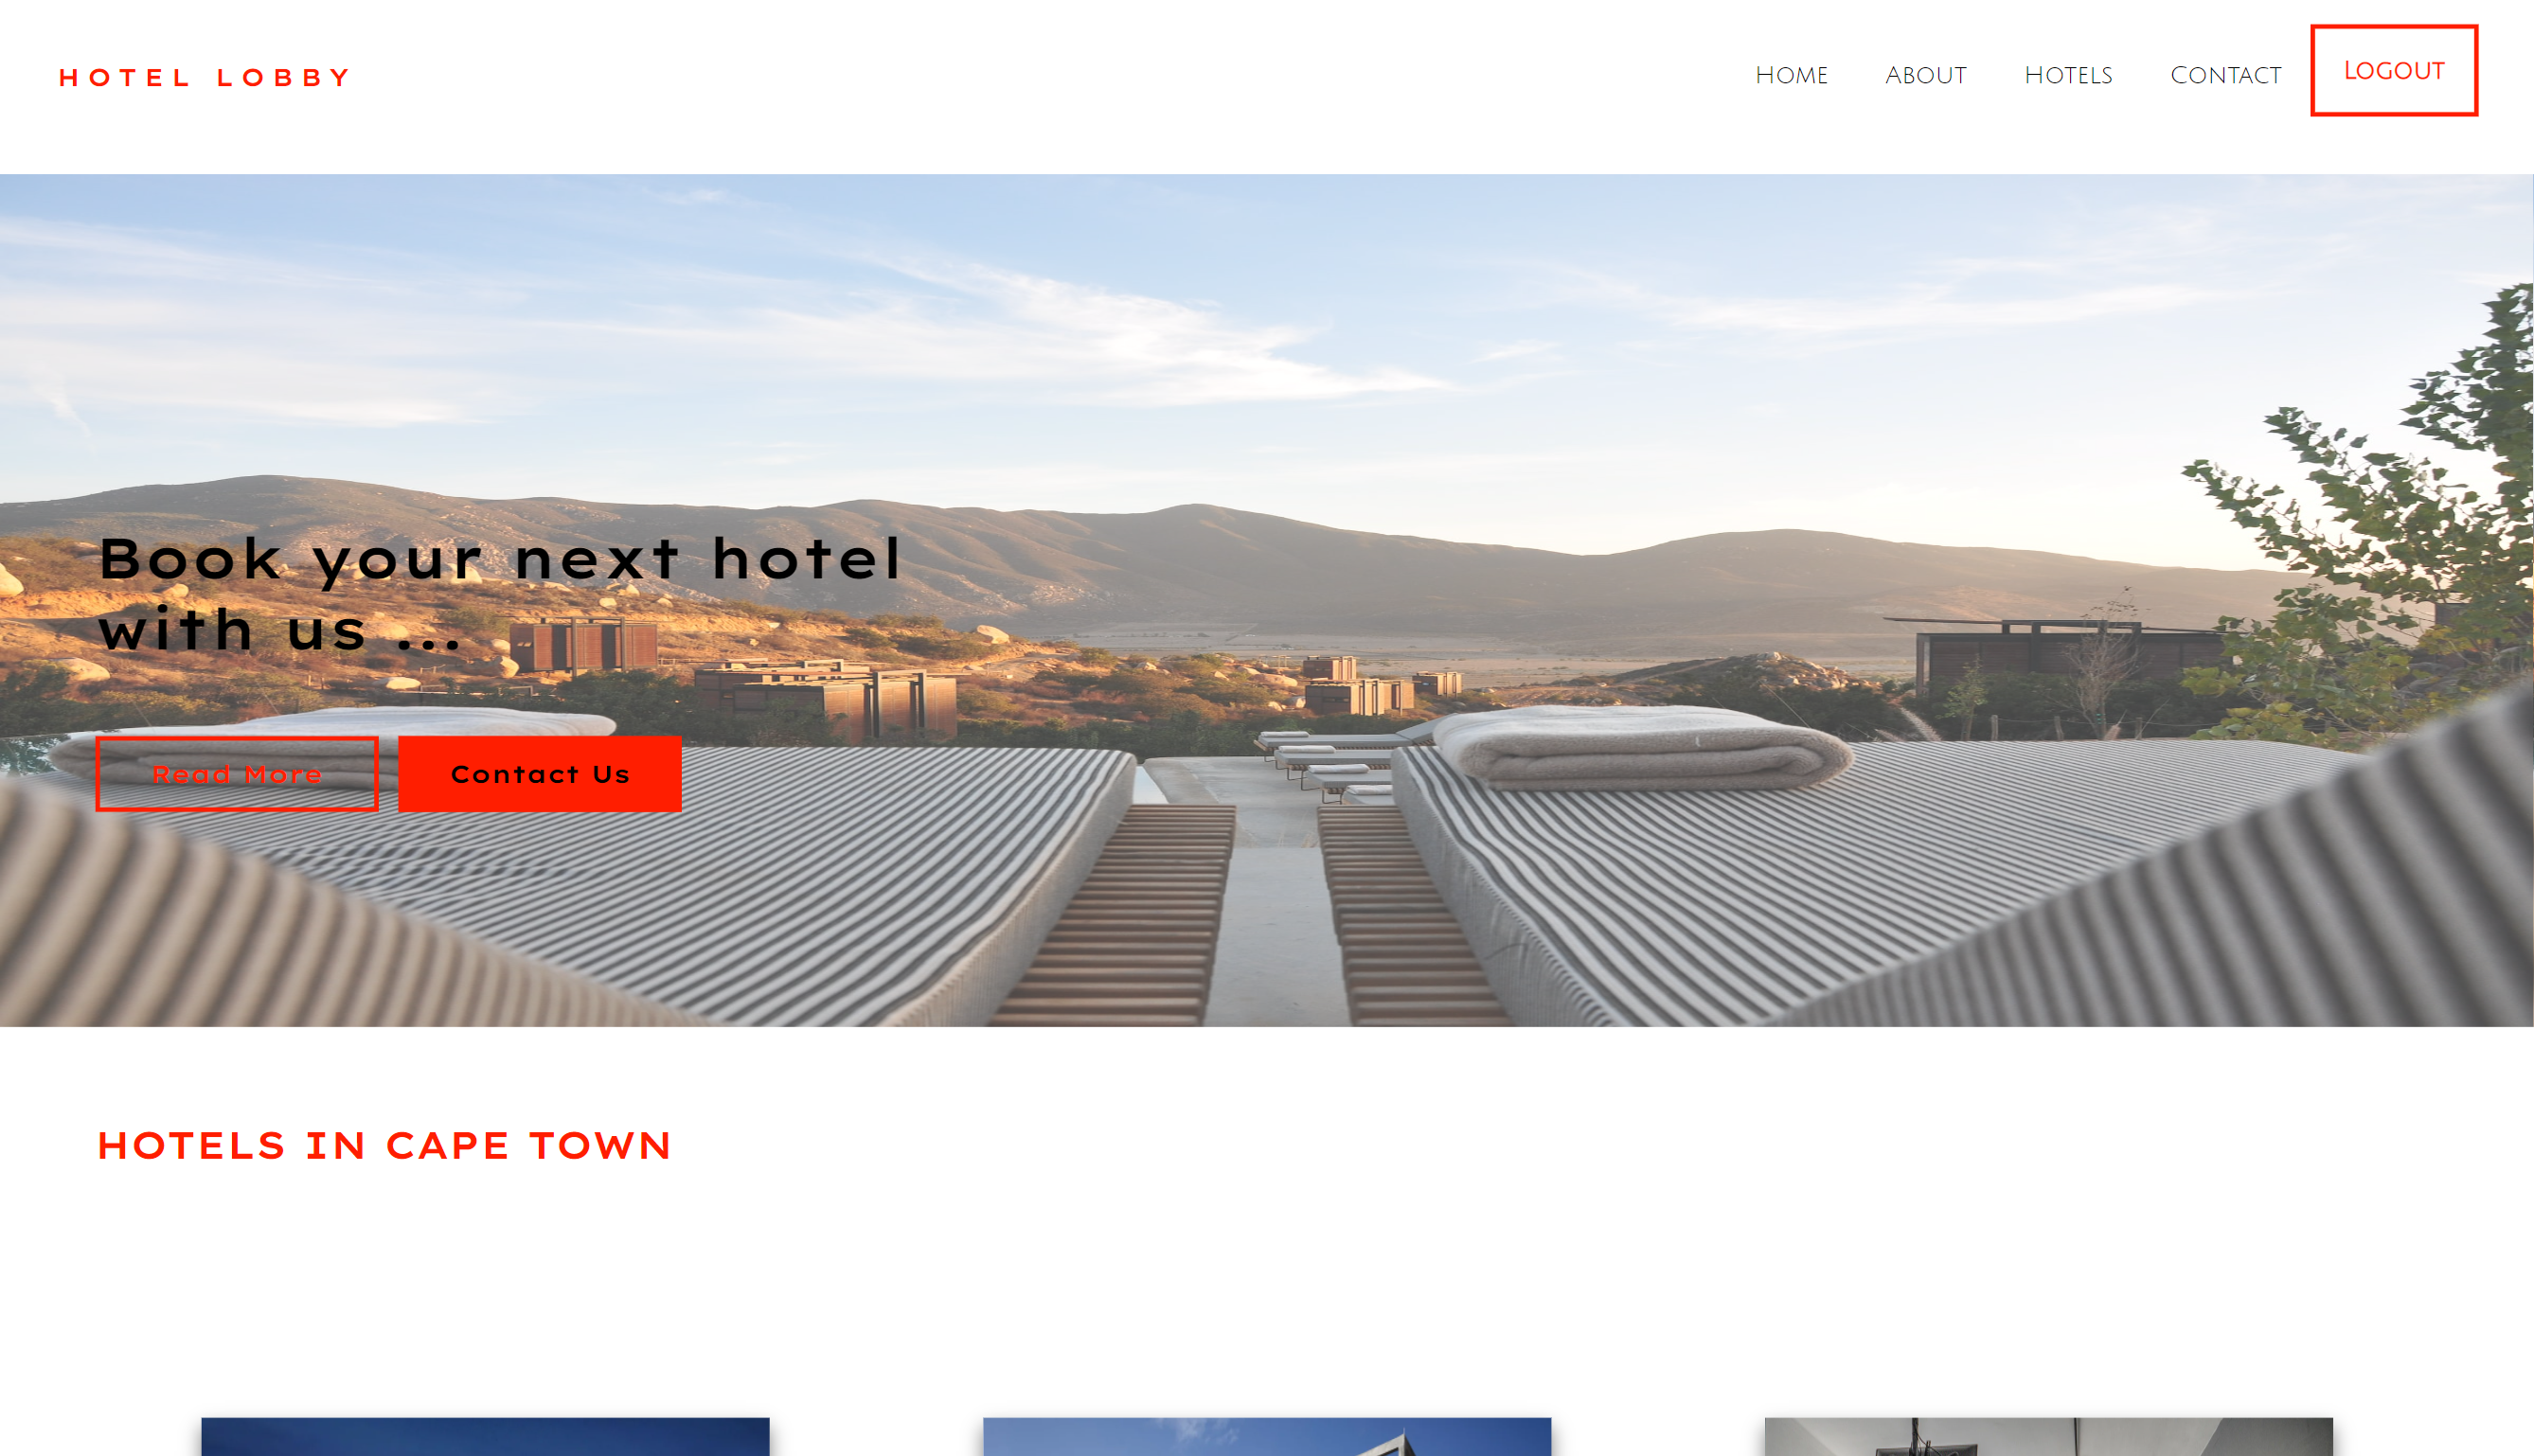 HOTEL LOBBY
Home
About
Hotels
Contact
Logout
Book your next hotel
with us ...
Read More
Contact Us
HOTELS IN CAPE TOWN